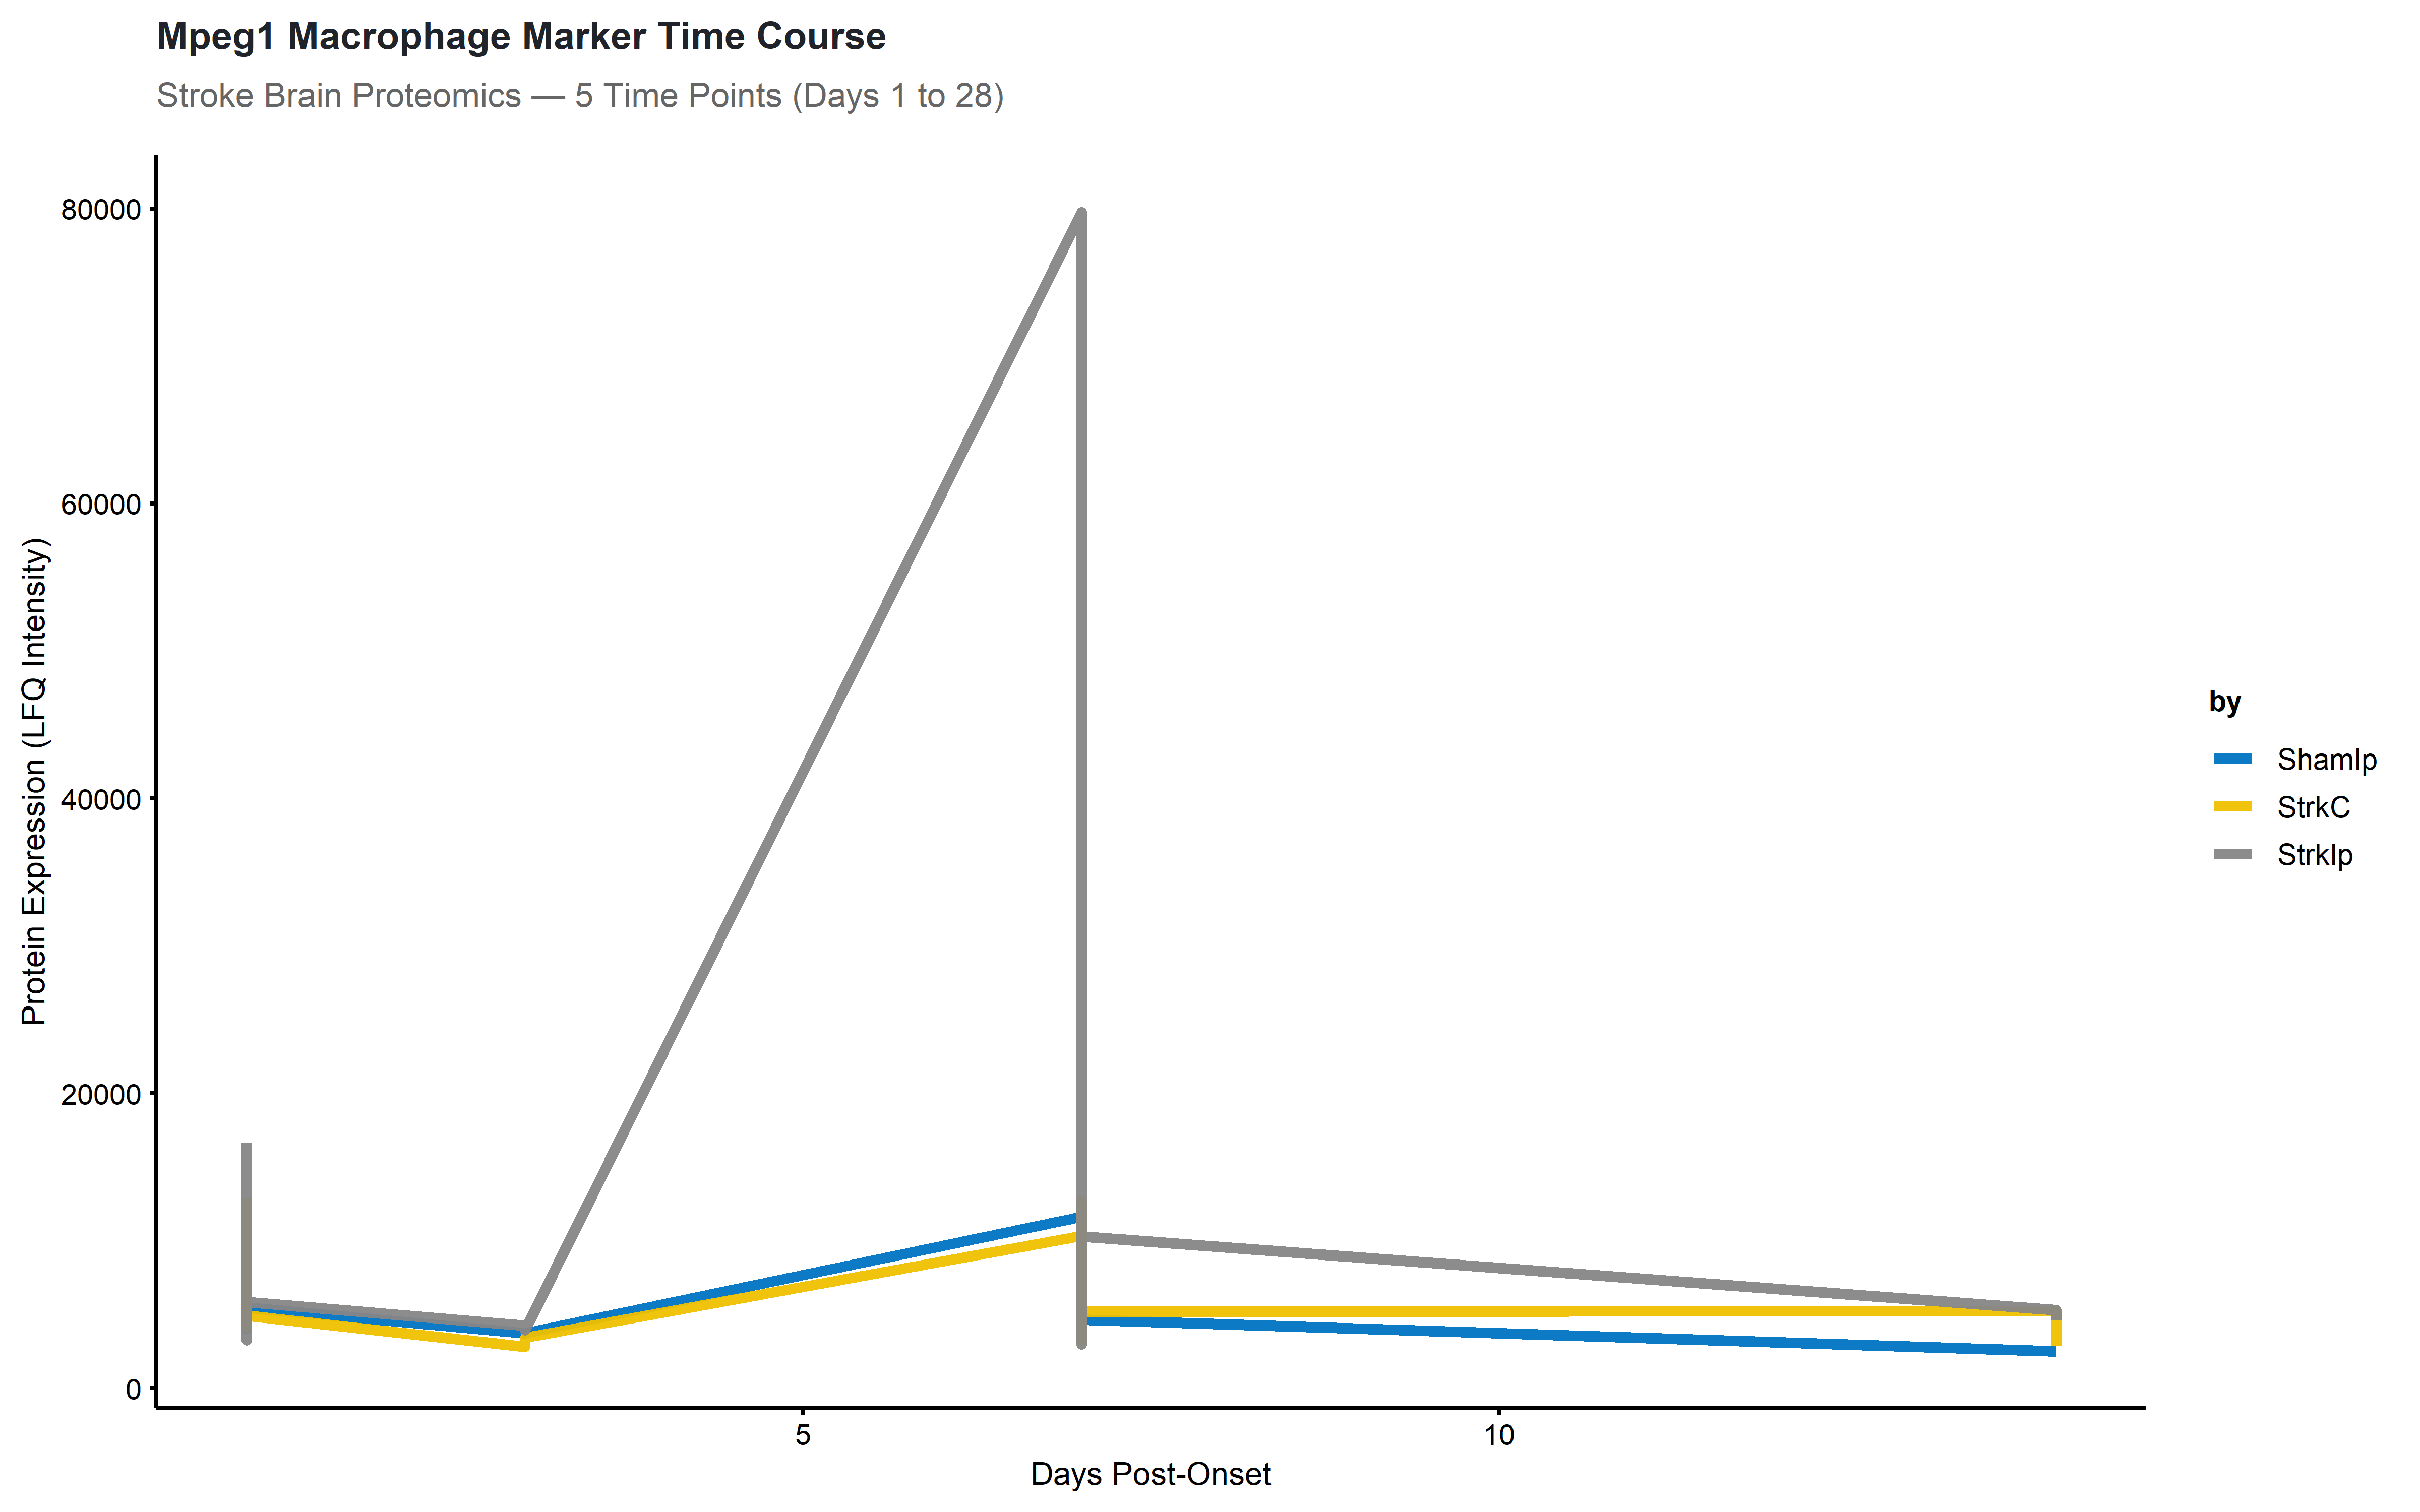 Mpeg1 Macrophage Marker Time Course
Stroke Brain Proteomics — 5 Time Points (Days 1 to 28)
Protein Expression (LFQ Intensity)
80000
60000
40000
20000
0
5
10
Days Post-Onset
by
ShamIp
StrkC
StrkIp